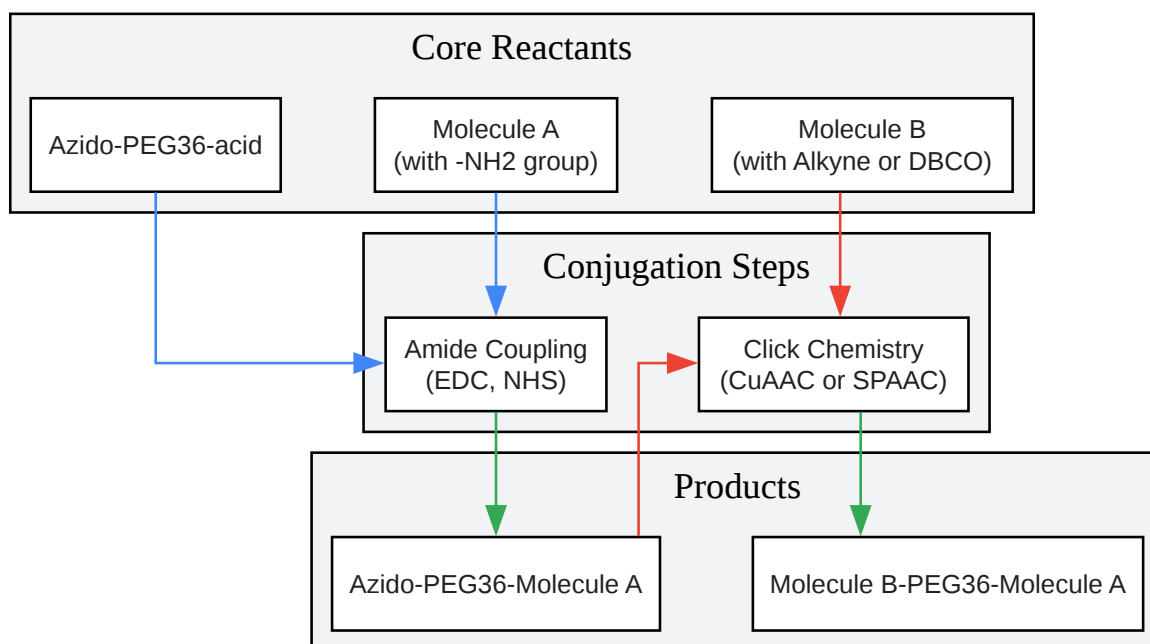 Core Reactants
Azido-PEG36-acid
Molecule A
(with -NH2 group)
Molecule B
(with Alkyne or DBCO)
Conjugation Steps
Amide Coupling
(EDC, NHS)
Click Chemistry
(CuAAC or SPAAC)
Products
Azido-PEG36-Molecule A
Molecule B-PEG36-Molecule A